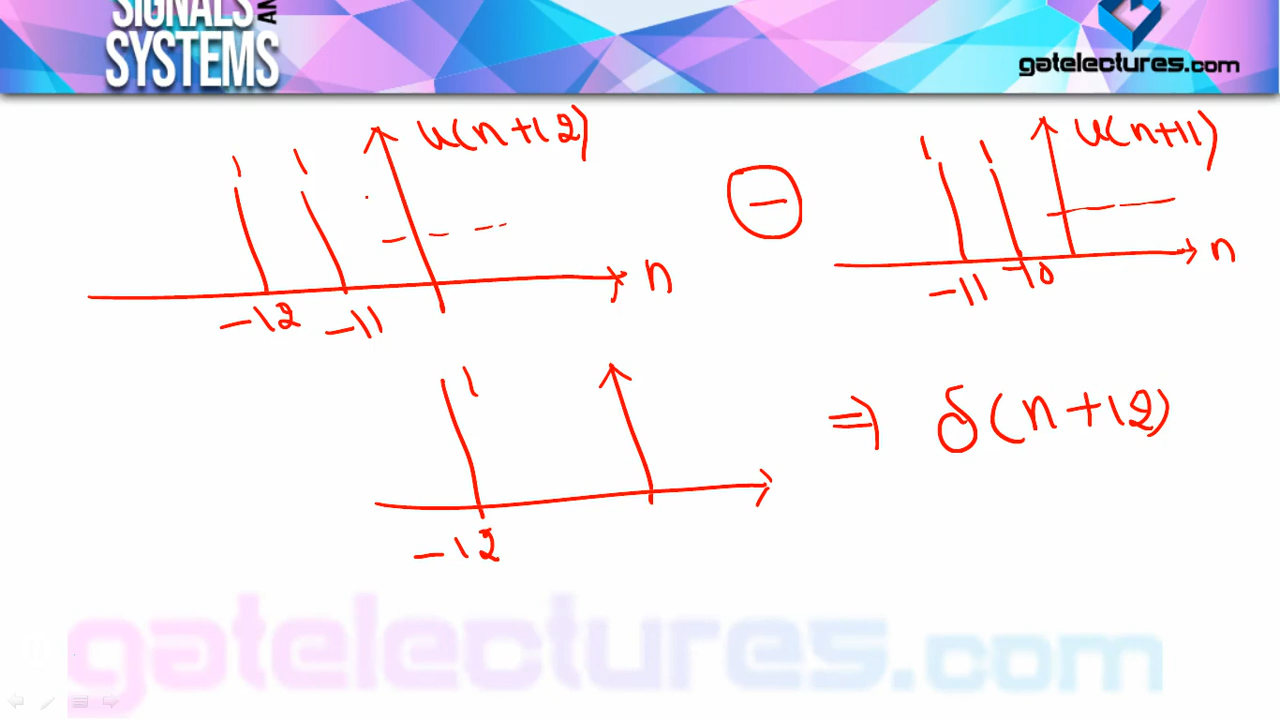 SIGNALS AND
SYSTEMS
gatelectures.com
u(n+12)
1 1
n
-12 -11
−
u(n+11)
1 1
n
-11 -10
1
-12
⇒ δ(n+12)
gatelectures.com